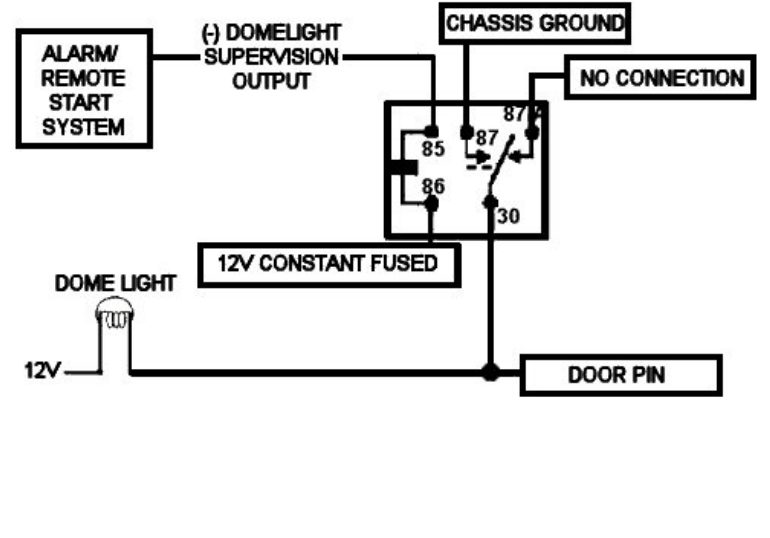 CHASSIS GROUND
(-) DOMELIGHT
SUPERVISION
OUTPUT
ALARM/
REMOTE
START
SYSTEM
NO CONNECTION
87A
87
85
86
30
12V CONSTANT FUSED
DOME LIGHT
12V
DOOR PIN